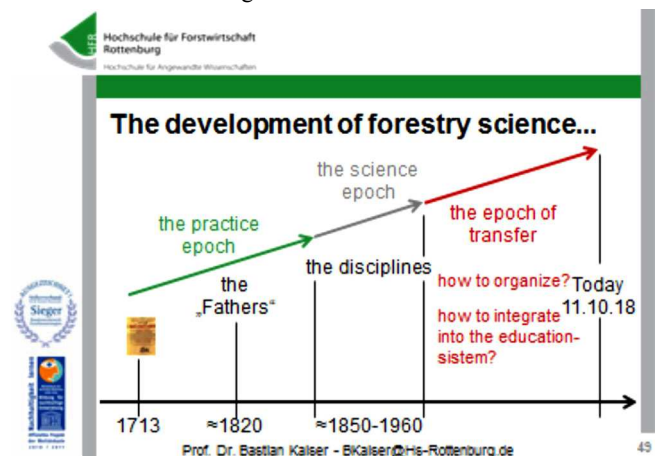 HFR
Hochschule für Forstwirtschaft
Rottenburg
Hochschule für Angewandte Wissenschaften
The development of forestry science...
the science
epoch
the practice
epoch
the epoch of
transfer
the disciplines
the
„Fathers“
how to organize?
how to integrate
into the education-
sistem?
Today
11.10.18
Sieger
1713
≈1820
≈1850-1960
Prof. Dr. Bastian Kaiser - BKaiser@Hs-Rottenburg.de
49